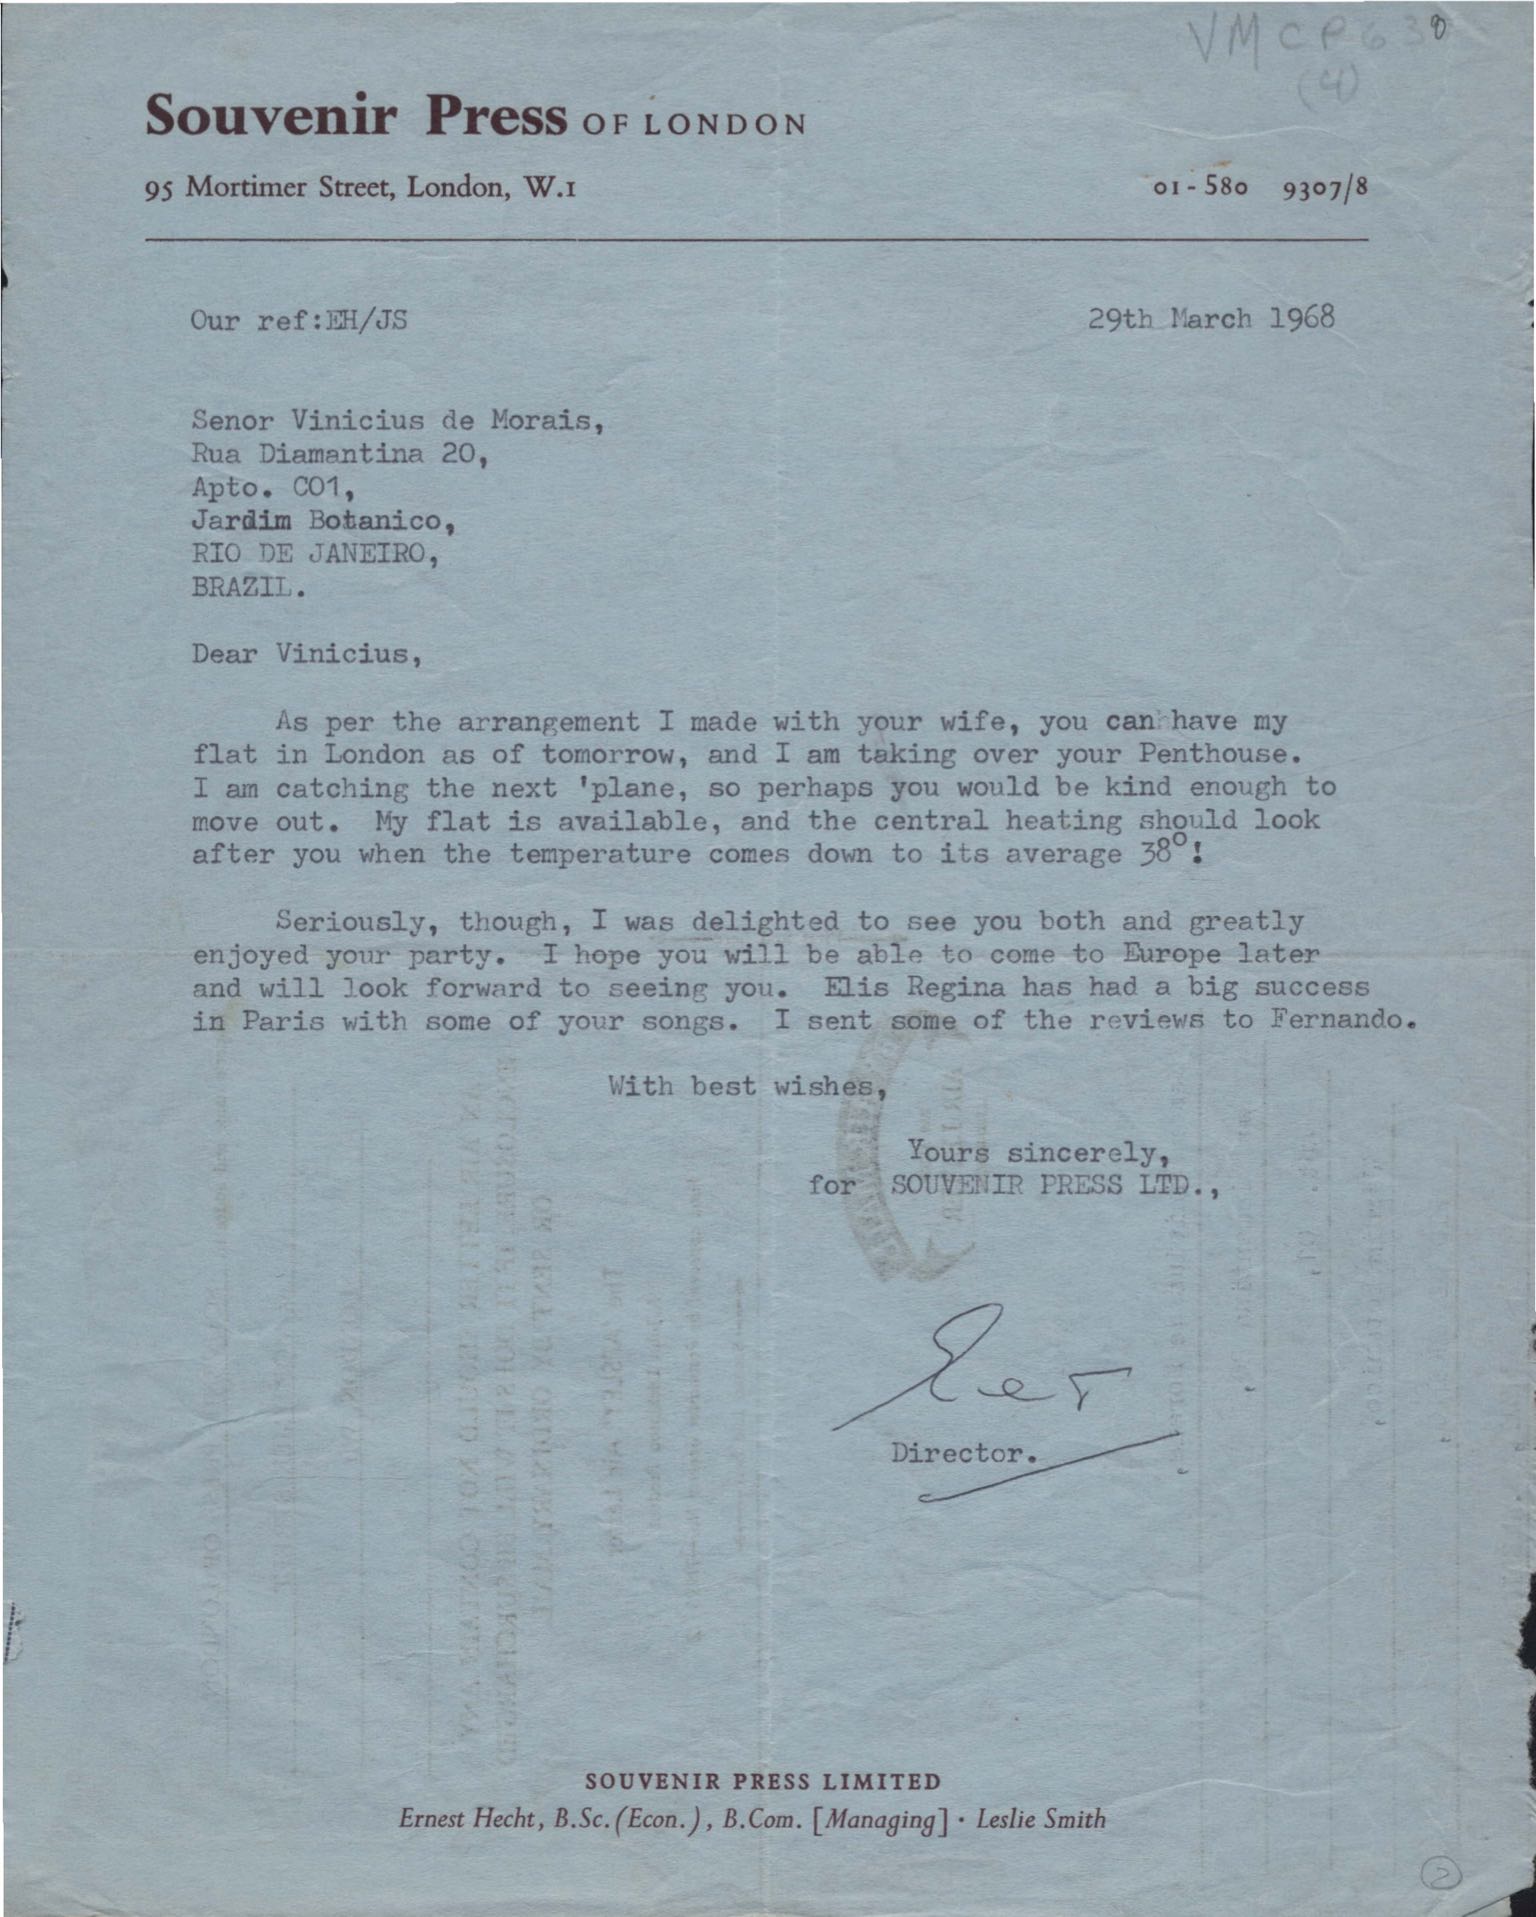 VMCP638
(4)
Souvenir Press OF LONDON
95 Mortimer Street, London, W.1
01-580 9307/8
Our ref:EH/JS
29th March 1968
Senor Vinicius de Morais,
Rua Diamantina 20,
Apto. CO1,
Jardim Botanico,
RIO DE JANEIRO,
BRAZIL.
Dear Vinicius,
As per the arrangement I made with your wife, you can have my
flat in London as of tomorrow, and I am taking over your Penthouse.
I am catching the next 'plane, so perhaps you would be kind enough to
move out. My flat is available, and the central heating should look
after you when the temperature comes down to its average 38°!
Seriously, though, I was delighted to see you both and greatly
enjoyed your party. I hope you will be able to come to Europe later
and will look forward to seeing you. Elis Regina has had a big success
in Paris with some of your songs. I sent some of the reviews to Fernando.
With best wishes,
Yours sincerely,
for SOUVENIR PRESS LTD.,
Director.
SOUVENIR PRESS LIMITED
Ernest Hecht, B.Sc.(Econ.), B.Com. [Managing] · Leslie Smith
2